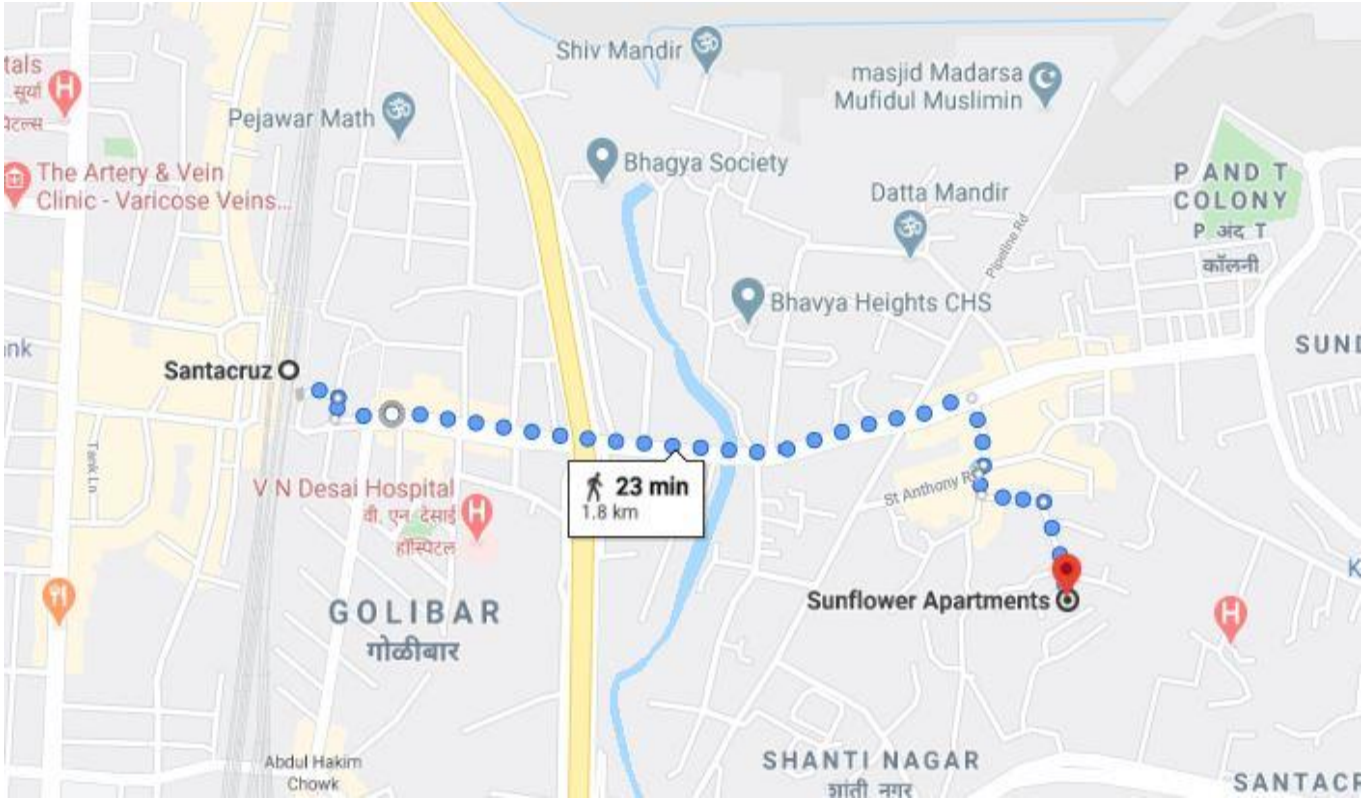 Shiv Mandir
tals
सूर्या
पेटल्स
masjid Madarsa
Mufidul Muslimin
Pejawar Math
The Artery & Vein
Clinic - Varicose Veins...
Bhagya Society
P AND T
COLONY
P अंद T
कॉलनी
Datta Mandir
Pipeline Rd
Bhavya Heights CHS
ank
SUND
Santacruz
Tank Ln
23 min
1.8 km
V N Desai Hospital
वी. एन. देसाई
हॉस्पिटल
St Anthony Rd
K
GOLIBAR
गोळीबार
Sunflower Apartments
H
H
H
Abdul Hakim
Chowk
SHANTI NAGAR
शांती नगर
SANTACR